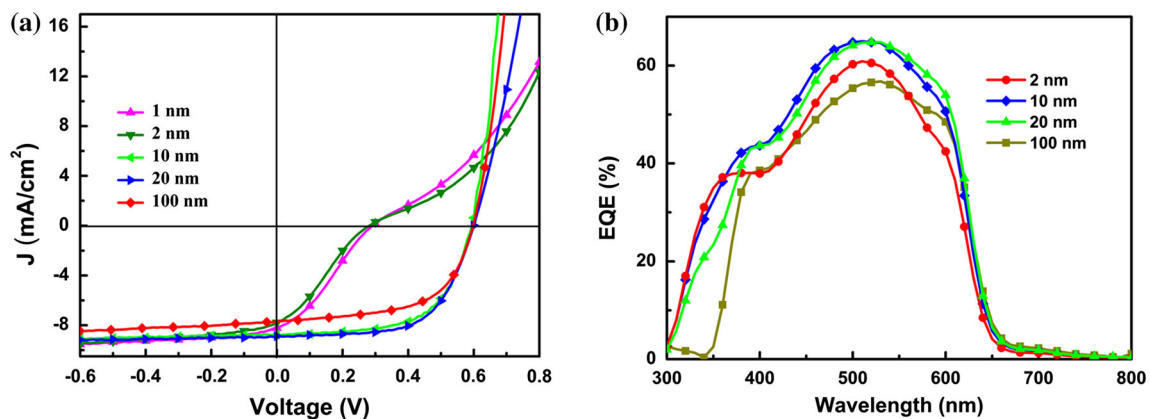 (a)
16
12
8
4
0
-4
-8
J (mA/cm²)
1 nm
2 nm
10 nm
20 nm
100 nm
-0.6 -0.4 -0.2 0.0 0.2 0.4 0.6 0.8
Voltage (V)
(b)
60
40
20
0
EQE (%)
2 nm
10 nm
20 nm
100 nm
300 400 500 600 700 800
Wavelength (nm)